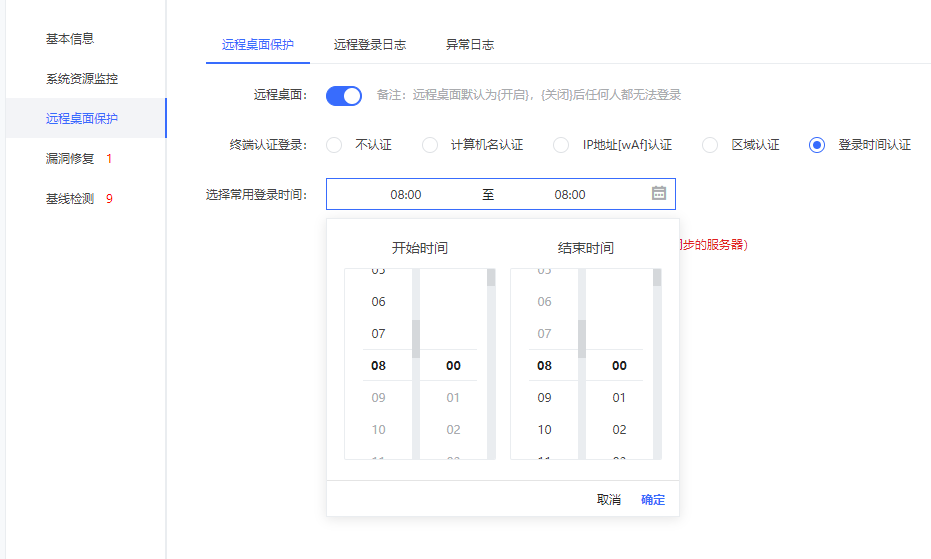 基本信息
系统资源监控
远程桌面保护
漏洞修复 1
基线检测 9
远程桌面保护 远程登录日志 异常日志
远程桌面： 备注：远程桌面默认为{开启}，{关闭}后任何人都无法登录
终端认证登录： 不认证 计算机名认证 IP地址[wAf]认证 区域认证 登录时间认证
选择常用登录时间： 08:00 至 08:00
步的服务器）
开始时间 结束时间
05 05
06 06
07 07
08 00 08 00
09 01 09 01
10 02 10 02
取消 确定